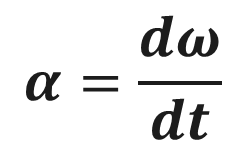 α = dω/dt